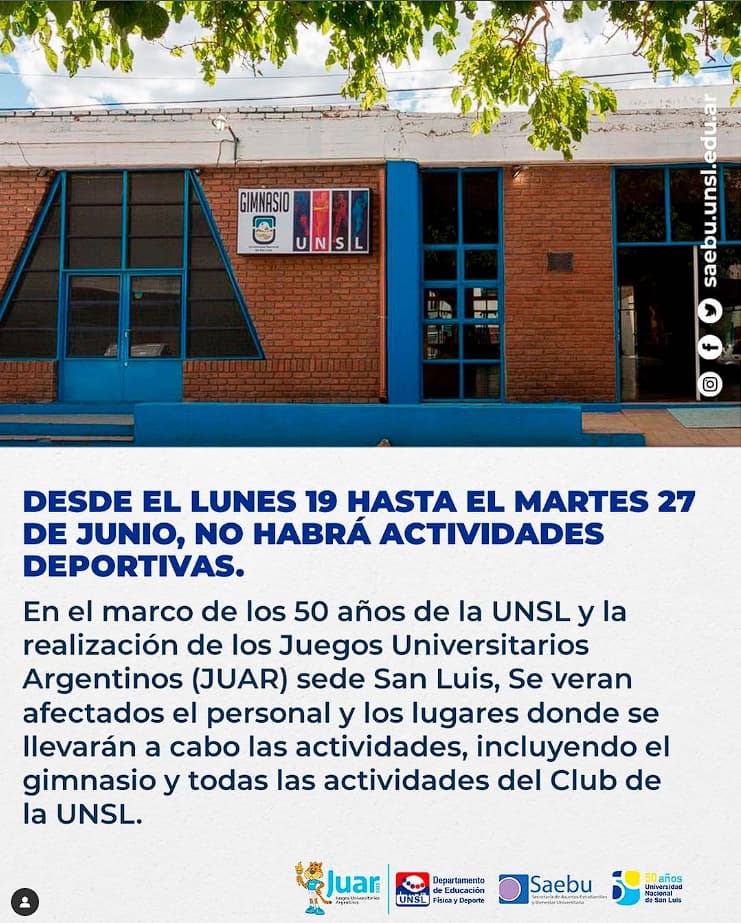 saebu.unsl.edu.ar
GIMNASIO
UNSL
DESDE EL LUNES 19 HASTA EL MARTES 27
DE JUNIO, NO HABRÁ ACTIVIDADES
DEPORTIVAS.
En el marco de los 50 años de la UNSL y la
realización de los Juegos Universitarios
Argentinos (JUAR) sede San Luis, Se veran
afectados el personal y los lugares donde se
llevarán a cabo las actividades, incluyendo el
gimnasio y todas las actividades del Club de
la UNSL.
Juar
Juegos Universitarios
Argentinos
UNSL
Departamento
de Educación
Física y Deporte
Saebu
Secretaría de Asuntos Estudiantiles
y Bienestar Universitario
50 años
Universidad
Nacional
de San Luis